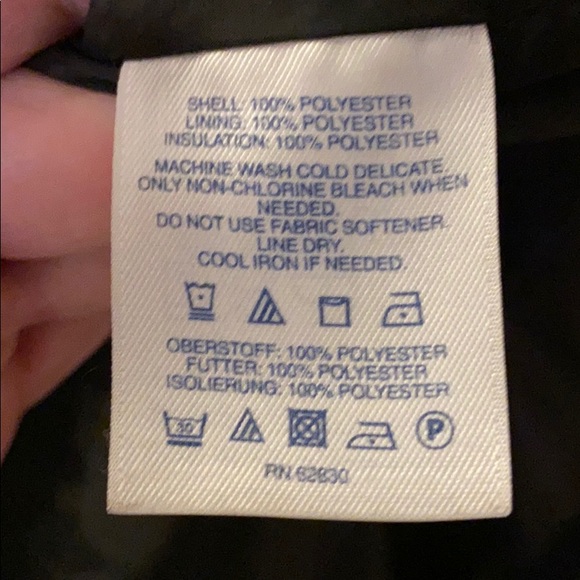 SHELL: 100% POLYESTER
LINING: 100% POLYESTER
INSULATION: 100% POLYESTER
MACHINE WASH COLD DELICATE.
ONLY NON-CHLORINE BLEACH WHEN
NEEDED.
DO NOT USE FABRIC SOFTENER.
LINE DRY.
COOL IRON IF NEEDED.
OBERSTOFF: 100% POLYESTER
FUTTER: 100% POLYESTER
ISOLIERUNG: 100% POLYESTER
30 P
RN 62830